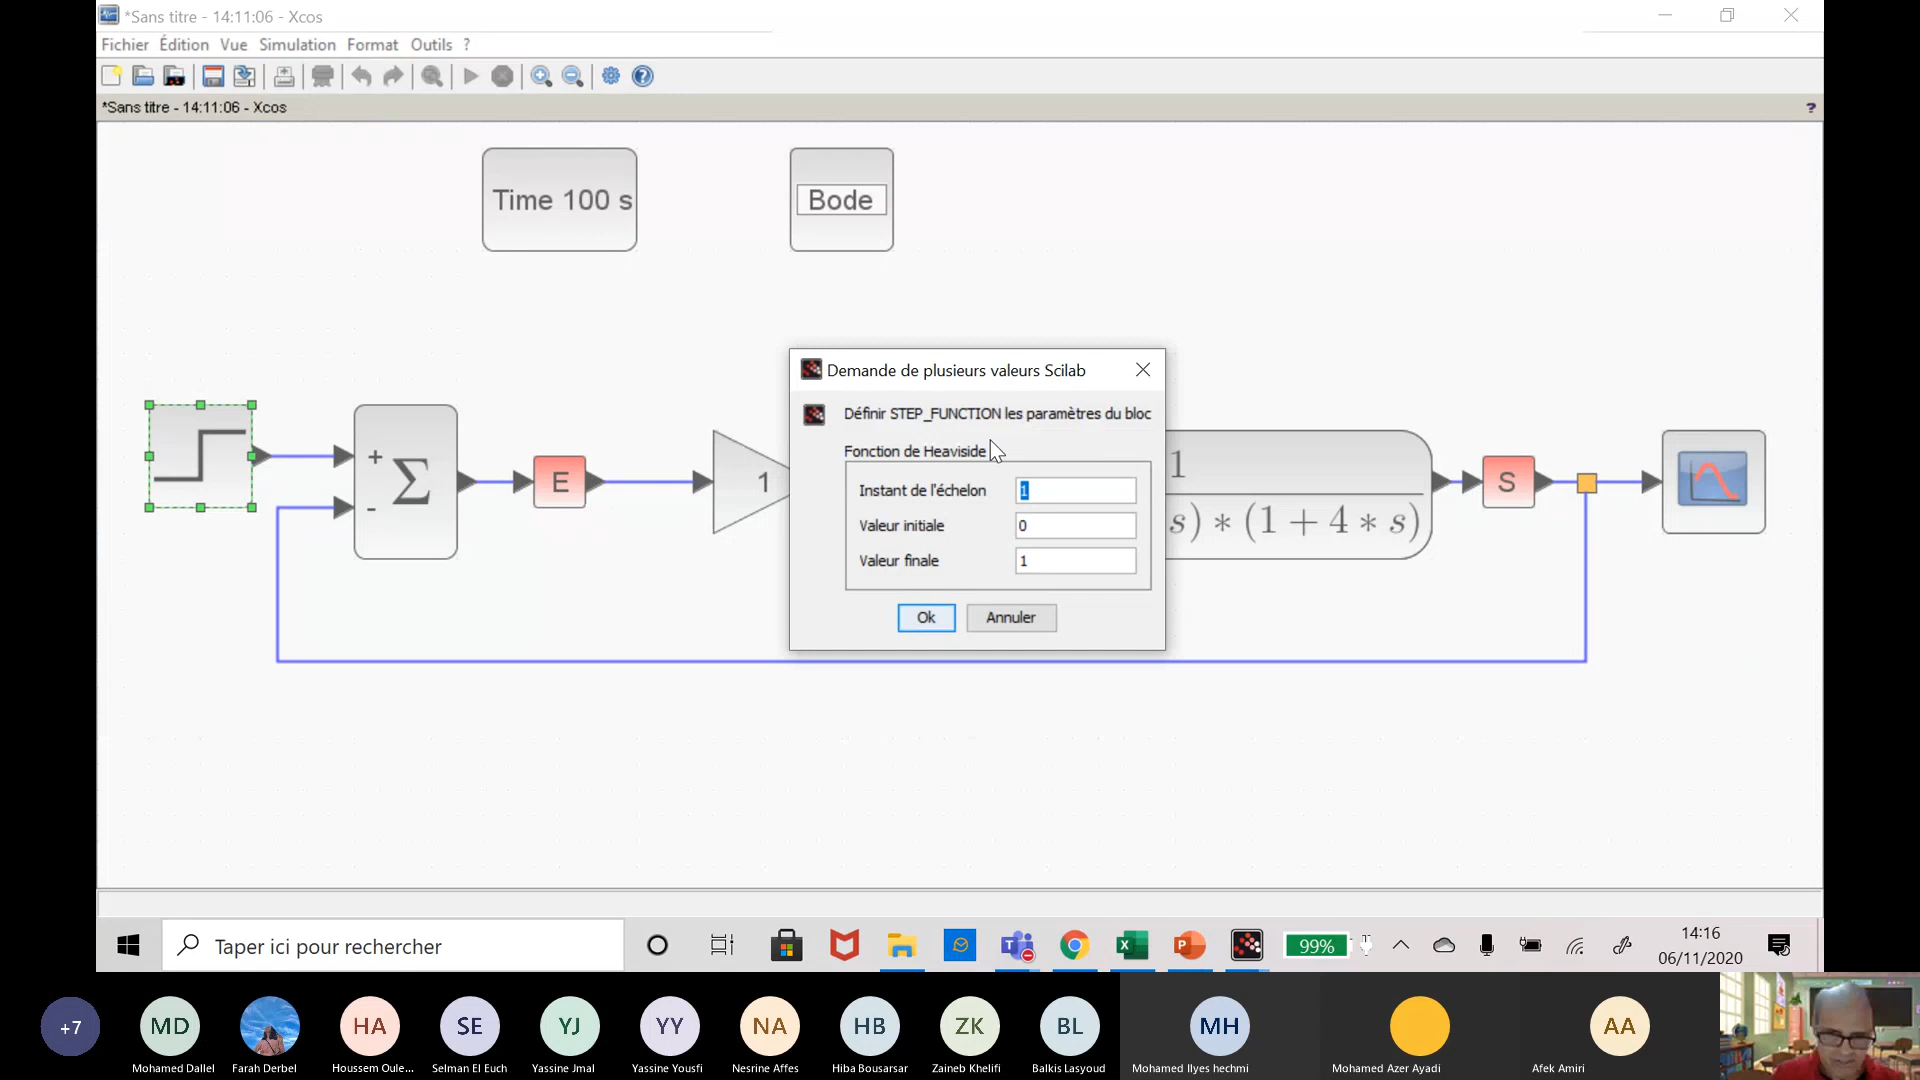 *Sans titre - 14:11:06 - Xcos
Fichier Édition Vue Simulation Format Outils ?
*Sans titre - 14:11:06 - Xcos ?
Time 100 s
Bode
Demande de plusieurs valeurs Scilab
Définir STEP_FUNCTION les paramètres du bloc
Fonction de Heaviside
Instant de l'échelon 1
Valeur initiale 0
Valeur finale 1
Ok Annuler
+
-
Σ
E
1
1
s) * (1 + 4 * s)
S
Taper ici pour rechercher
99%
14:16
06/11/2020
+7
MD
HA
SE
YJ
YY
NA
HB
ZK
BL
MH
AA
Mohamed Dallel
Farah Derbel
Houssem Oule...
Selman El Euch
Yassine Jmal
Yassine Yousfi
Nesrine Affes
Hiba Bousarsar
Zaineb Khelifi
Balkis Lasyoud
Mohamed Ilyes hechmi
Mohamed Azer Ayadi
Afek Amiri